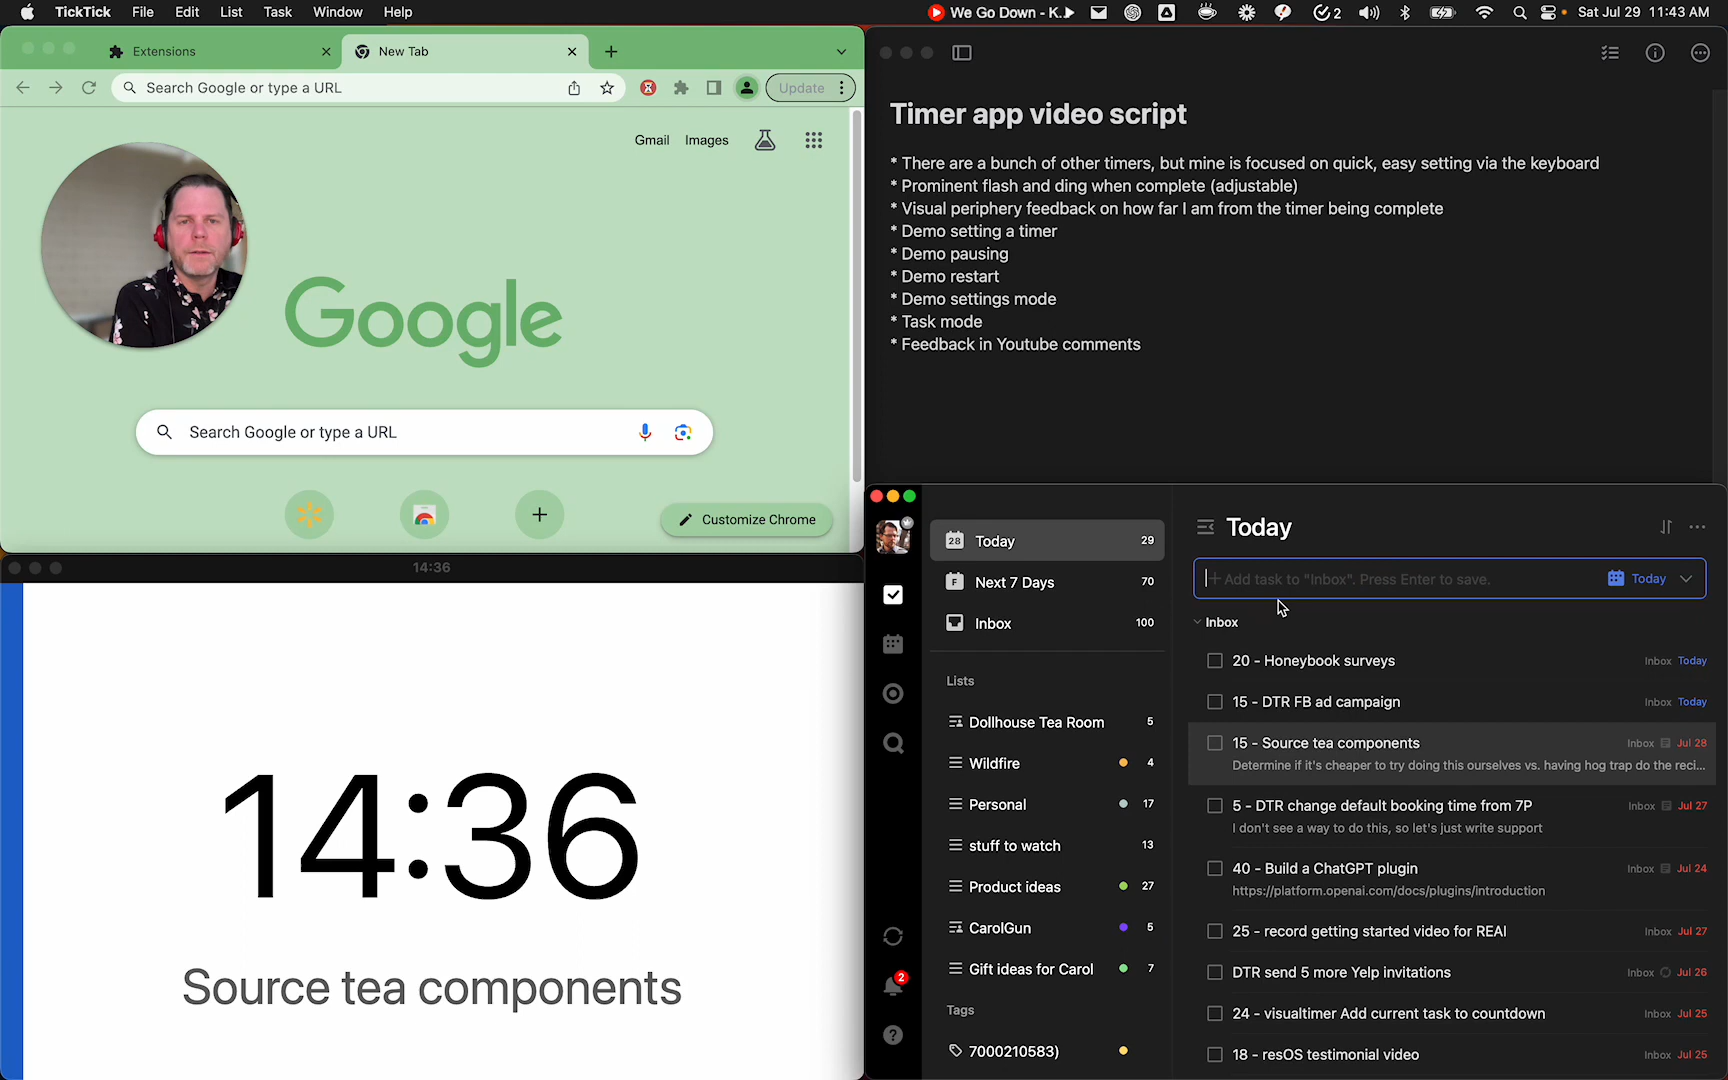 TickTick File Edit List Task Window Help
We Go Down - K. 2 Sat Jul 29 11:43 AM
Extensions New Tab
Search Google or type a URL Update
Gmail Images
Google
Search Google or type a URL
Customize Chrome
14:36
14:36
Source tea components
Timer app video script
* There are a bunch of other timers, but mine is focused on quick, easy setting via the keyboard
* Prominent flash and ding when complete (adjustable)
* Visual periphery feedback on how far I am from the timer being complete
* Demo setting a timer
* Demo pausing
* Demo restart
* Demo settings mode
* Task mode
* Feedback in Youtube comments
28 Today 29
F Next 7 Days 70
Inbox 100
Lists
Dollhouse Tea Room 5
Wildfire 4
Personal 17
stuff to watch 13
Product ideas 27
CarolGun 5
Gift ideas for Carol 7
Tags
7000210583)
2
?
Today
Add task to "Inbox". Press Enter to save. Today
Inbox
20 - Honeybook surveys Inbox Today
15 - DTR FB ad campaign Inbox Today
15 - Source tea components Inbox Jul 28
Determine if it's cheaper to try doing this ourselves vs. having hog trap do the reci...
5 - DTR change default booking time from 7P Inbox Jul 27
I don't see a way to do this, so let's just write support
40 - Build a ChatGPT plugin Inbox Jul 24
https://platform.openai.com/docs/plugins/introduction
25 - record getting started video for REAI Inbox Jul 27
DTR send 5 more Yelp invitations Inbox Jul 26
24 - visualtimer Add current task to countdown Inbox Jul 25
18 - resOS testimonial video Inbox Jul 25